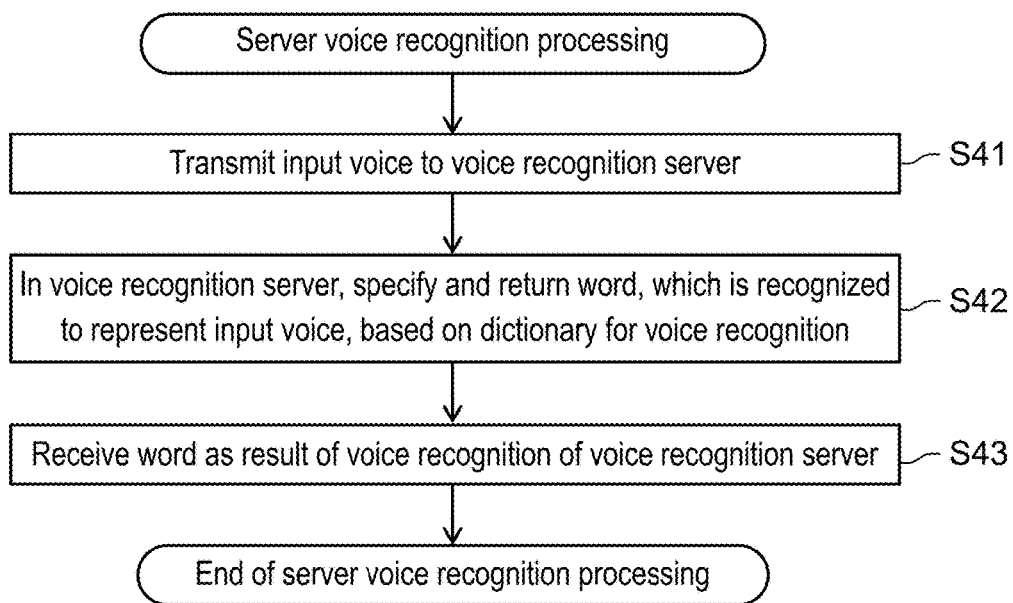 Server voice recognition processing
Transmit input voice to voice recognition server
S41
In voice recognition server, specify and return word, which is recognized
to represent input voice, based on dictionary for voice recognition
S42
Receive word as result of voice recognition of voice recognition server
S43
End of server voice recognition processing